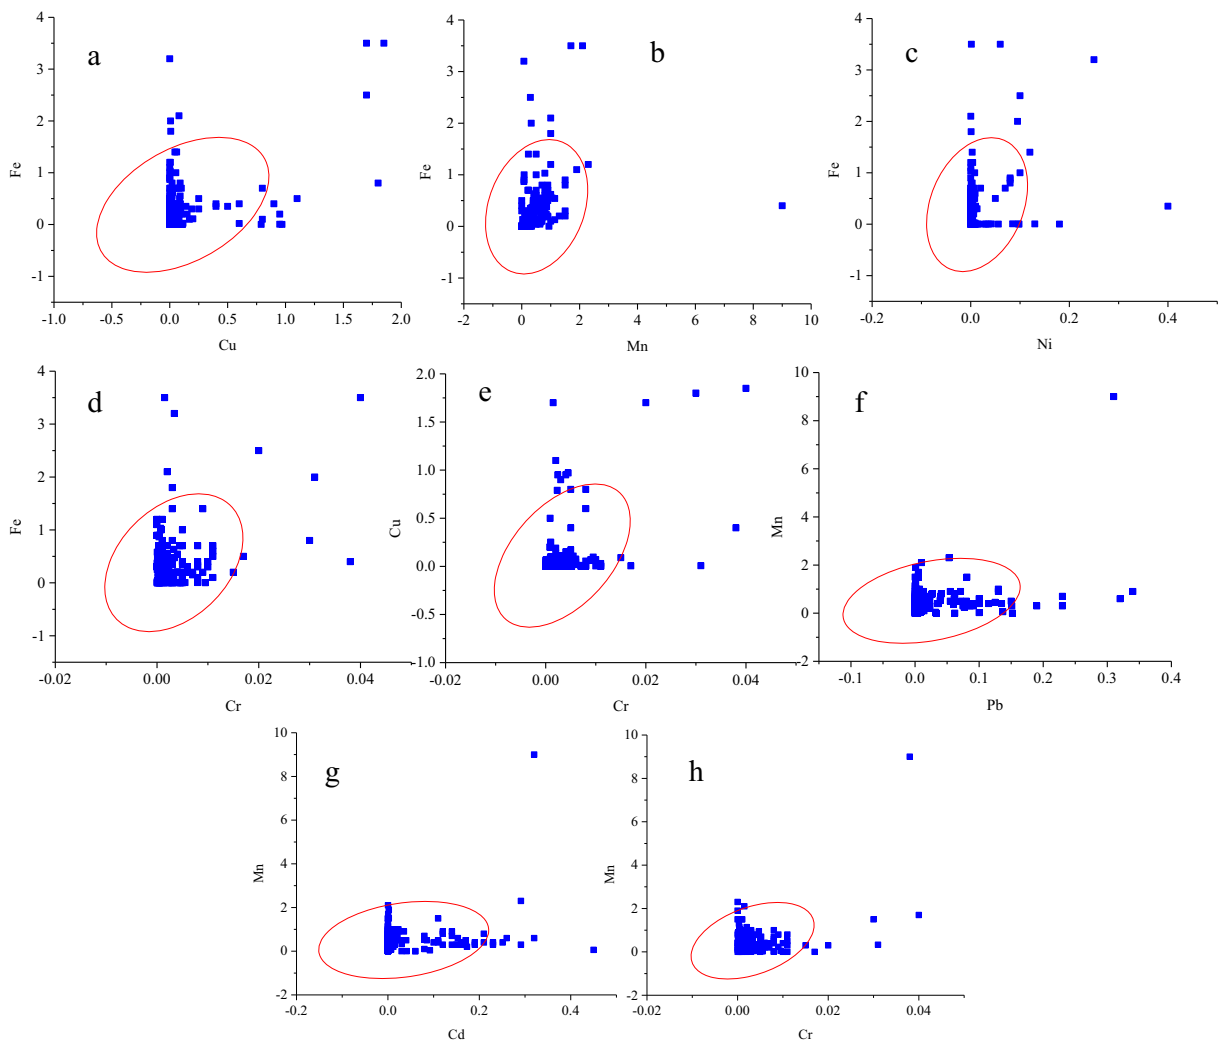 a
Fe
4
3
2
1
0
-1
-1.0 -0.5 0.0 0.5 1.0 1.5 2.0
Cu
b
Fe
4
3
2
1
0
-1
-2 0 2 4 6 8 10
Mn
c
Fe
4
3
2
1
0
-1
-0.2 0.0 0.2 0.4
Ni
d
Fe
4
3
2
1
0
-1
-0.02 0.00 0.02 0.04
Cr
e
Cu
2.0
1.5
1.0
0.5
0.0
-0.5
-1.0
-0.02 0.00 0.02 0.04
Cr
f
Mn
10
8
6
4
2
0
-2
-0.1 0.0 0.1 0.2 0.3 0.4
Pb
g
Mn
10
8
6
4
2
0
-2
-0.2 0.0 0.2 0.4
Cd
h
Mn
10
8
6
4
2
0
-2
-0.02 0.00 0.02 0.04
Cr